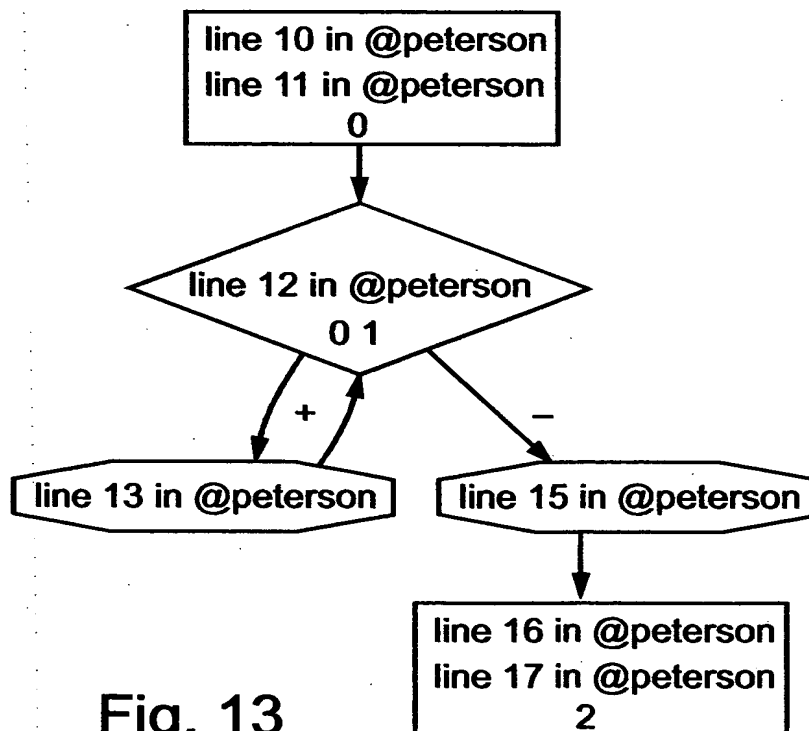 line 10 in @peterson
line 11 in @peterson
0
line 12 in @peterson
0 1
+
−
line 13 in @peterson
line 15 in @peterson
line 16 in @peterson
line 17 in @peterson
2
Fig. 13